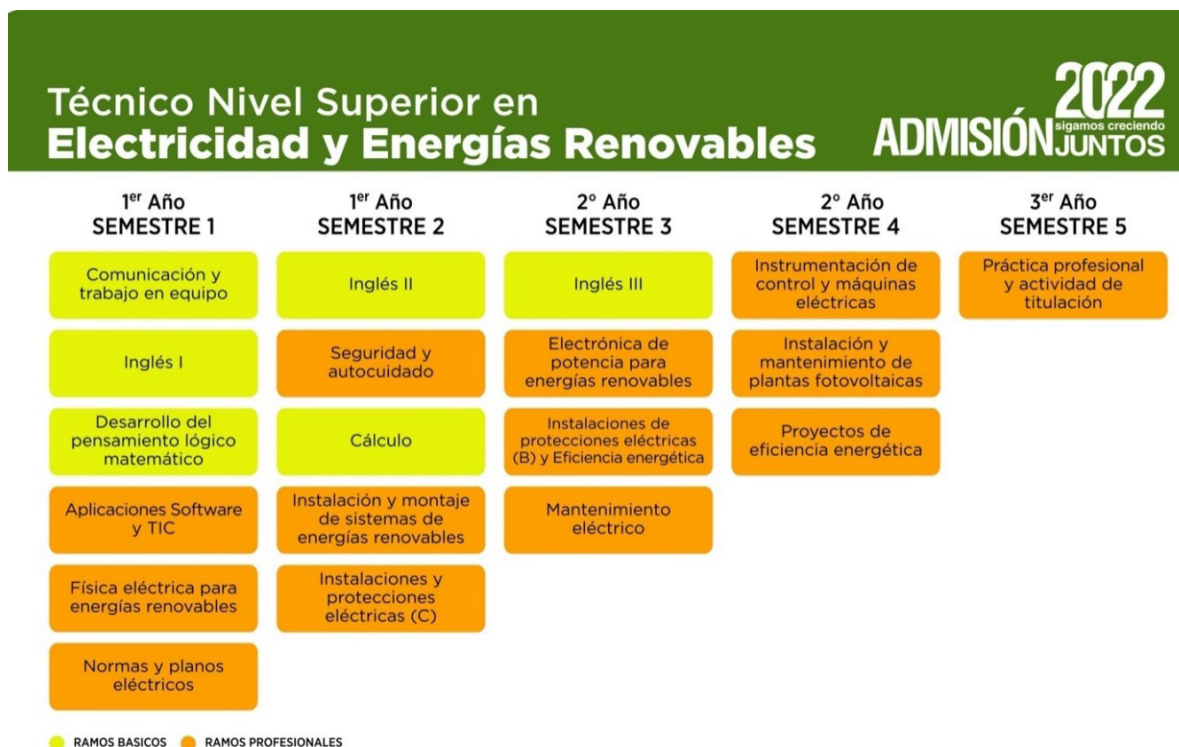 Técnico Nivel Superior en
Electricidad y Energías Renovables
2022
sigamos creciendo
ADMISIÓN JUNTOS
1er Año
SEMESTRE 1
Comunicación y
trabajo en equipo
Inglés I
Desarrollo del
pensamiento lógico
matemático
Aplicaciones Software
y TIC
Física eléctrica para
energías renovables
Normas y planos
eléctricos
1er Año
SEMESTRE 2
Inglés II
Seguridad y
autocuidado
Cálculo
Instalación y montaje
de sistemas de
energías renovables
Instalaciones y
protecciones
eléctricas (C)
2° Año
SEMESTRE 3
Inglés III
Electrónica de
potencia para
energías renovables
Instalaciones de
protecciones eléctricas
(B) y Eficiencia energética
Mantenimiento
eléctrico
2° Año
SEMESTRE 4
Instrumentación de
control y máquinas
eléctricas
Instalación y
mantenimiento de
plantas fotovoltaicas
Proyectos de
eficiencia energética
3er Año
SEMESTRE 5
Práctica profesional
y actividad de
titulación
RAMOS BASICOS
RAMOS PROFESIONALES